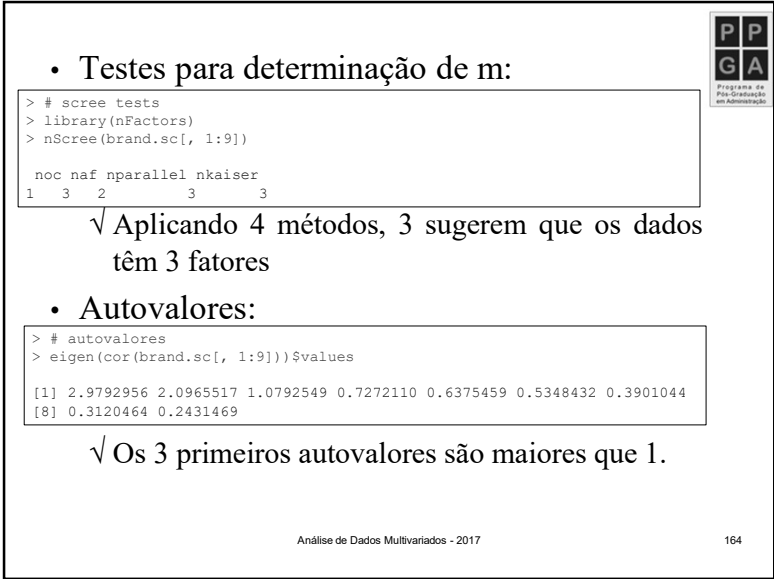 P P
G A
Programa de
Pós-Graduação
em Administração
• Testes para determinação de m:
> # scree tests
> library(nFactors)
> nScree(brand.sc[, 1:9])
noc naf nparallel nkaiser
1 3 2 3 3
√ Aplicando 4 métodos, 3 sugerem que os dados
têm 3 fatores
• Autovalores:
> # autovalores
> eigen(cor(brand.sc[, 1:9]))$values
[1] 2.9792956 2.0965517 1.0792549 0.7272110 0.6375459 0.5348432 0.3901044
[8] 0.3120464 0.2431469
√ Os 3 primeiros autovalores são maiores que 1.
Análise de Dados Multivariados - 2017
164